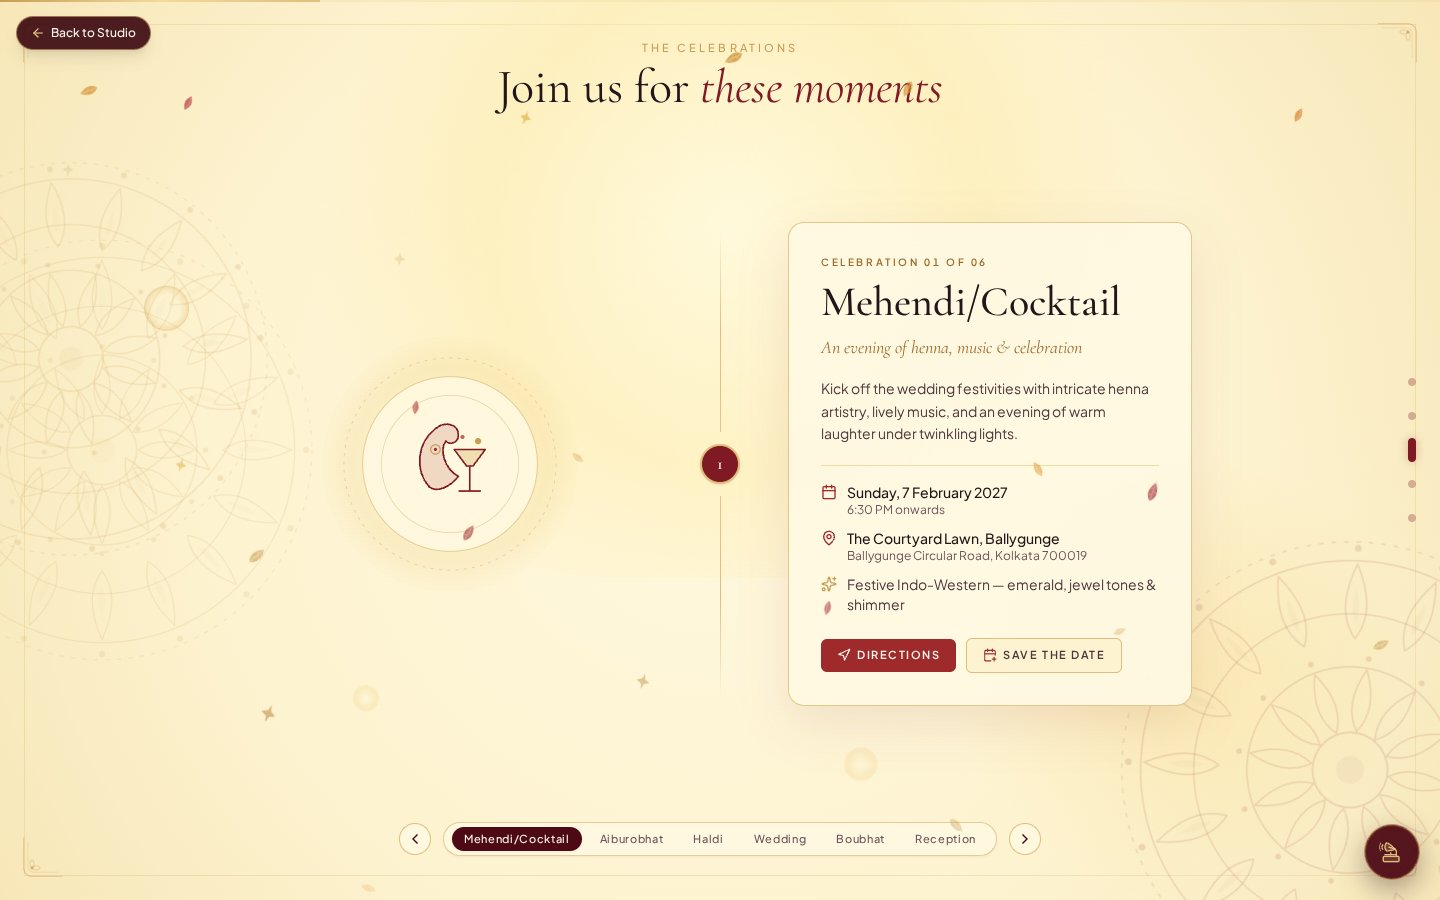 Back to Studio
THE CELEBRATIONS
Join us for these moments
CELEBRATION 01 OF 06
Mehendi/Cocktail
An evening of henna, music & celebration
Kick off the wedding festivities with intricate henna
artistry, lively music, and an evening of warm
laughter under twinkling lights.
1
Sunday, 7 February 2027
6:30 PM onwards
The Courtyard Lawn, Ballygunge
Ballygunge Circular Road, Kolkata 700019
Festive Indo-Western — emerald, jewel tones &
shimmer
DIRECTIONS
SAVE THE DATE
Mehendi/Cocktail
Aiburobhat
Haldi
Wedding
Boubhat
Reception